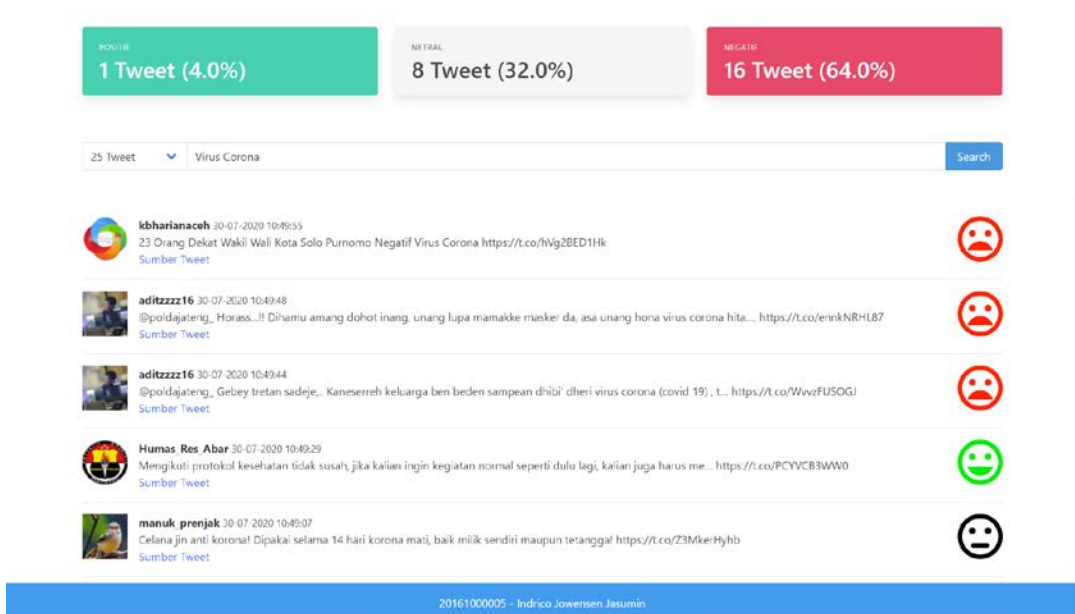 POSITIF
1 Tweet (4.0%)
NETRAL
8 Tweet (32.0%)
NEGATIF
16 Tweet (64.0%)
25 Tweet
Virus Corona
Search
kbharianaceh 30-07-2020 10:49:55
23 Orang Dekat Wakil Wali Kota Solo Purnomo Negatif Virus Corona https://t.co/hVg2BED1Hk
Sumber Tweet
aditzzzz16 30-07-2020 10:49:48
@poldajateng_ Horass...!! Dihamu amang dohot inang, unang lupa mamakke masker da, asa unang hona virus corona hita.... https://t.co/ennkNRHL87
Sumber Tweet
aditzzzz16 30-07-2020 10:49:44
@poldajateng_ Gebey tretan sadeje,.. Kaneserreh keluarga ben beden sampean dhibi' dheri virus corona (covid 19) , t... https://t.co/WvvzFUSOGJ
Sumber Tweet
Humas_Res_Abar 30-07-2020 10:49:29
Mengikuti protokol kesehatan tidak susah, jika kalian ingin kegiatan normal seperti dulu lagi, kalian juga harus me... https://t.co/PCYVCB3WW0
Sumber Tweet
manuk_prenjak 30-07-2020 10:49:07
Celana jin anti korona! Dipakai selama 14 hari korona mati, baik milik sendiri maupun tetangga! https://t.co/Z3MkerHyhb
Sumber Tweet
20161000005 - Indrico Jowensen Jasumin